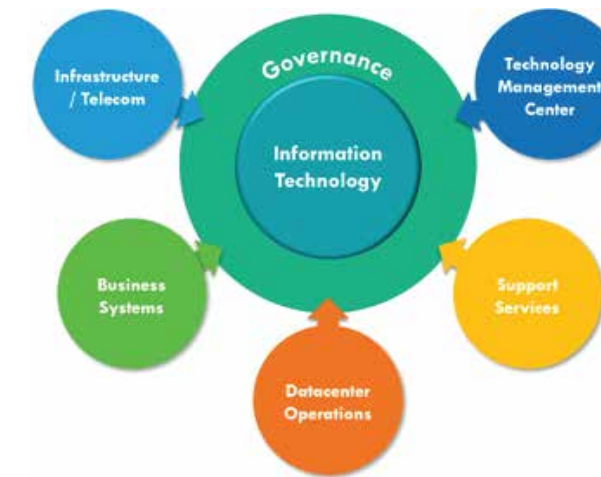 Governance
Information
Technology
Infrastructure
/ Telecom
Technology
Management
Center
Business
Systems
Support
Services
Datacenter
Operations